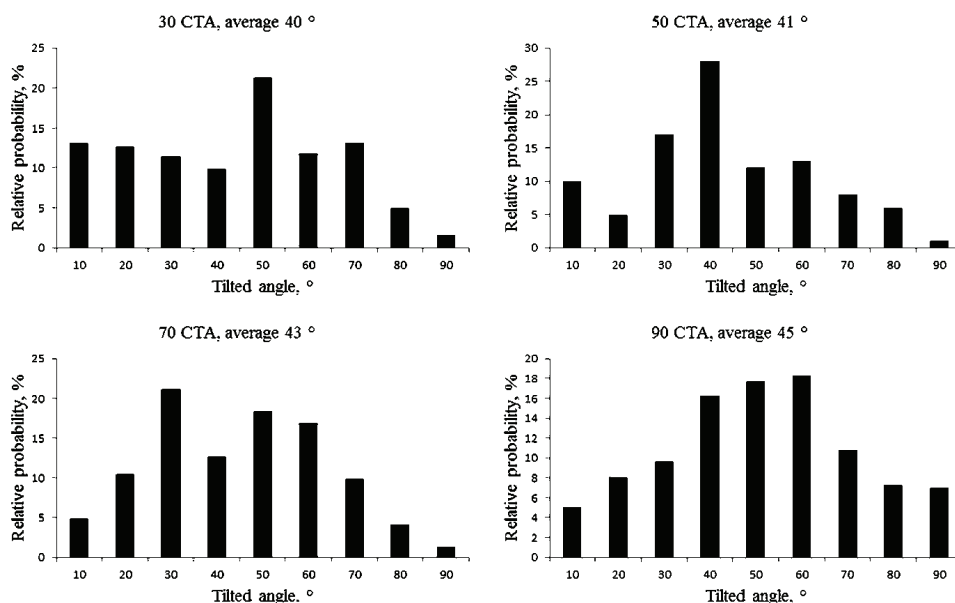 30 CTA, average 40 °
Relative probability, %
25
20
15
10
5
0
10 20 30 40 50 60 70 80 90
Tilted angle, °
50 CTA, average 41 °
Relative probability, %
30
25
20
15
10
5
0
10 20 30 40 50 60 70 80 90
Tilted angle, °
70 CTA, average 43 °
Relative probability, %
25
20
15
10
5
0
10 20 30 40 50 60 70 80 90
Tilted angle, °
90 CTA, average 45 °
Relative probability, %
20
18
16
14
12
10
8
6
4
2
0
10 20 30 40 50 60 70 80 90
Tilted angle, °